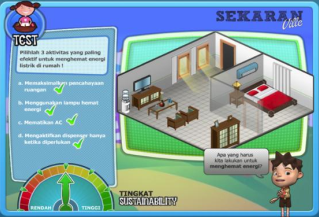 SEKARAN
Vale
TEST
Pilihlah 3 aktivitas yang paling
efektif untuk menghemat energi
listrik di rumah !
a. Memaksimalkan pencahayaan
ruangan
b. Menggunakan lampu hemat
energi
c. Mematikan AC
d. Mengaktifkan dispenser hanya
ketika diperlukan
Apa yang harus
kita lakukan untuk
menghemat energi?
TINGKAT
SUSTAINABILITY
RENDAH
TINGGI